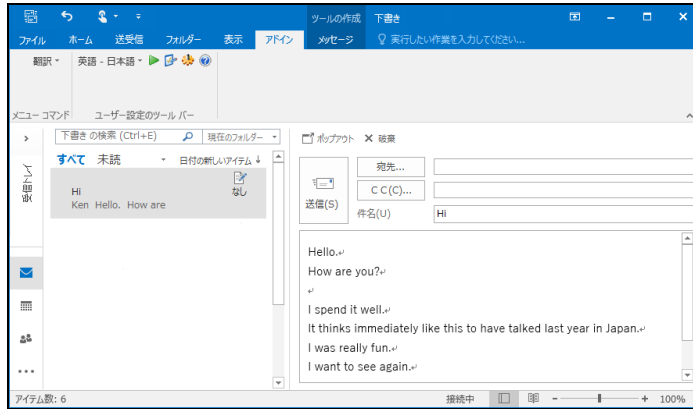 ツールの作成 下書き
ファイル ホーム 送受信 フォルダー 表示 アドイン メッセージ 実行したい作業を入力してください...
翻訳 英語 - 日本語
メニュー コマンド ユーザー設定のツール バー
下書き の検索 (Ctrl+E) 現在のフォルダー
すべて 未読 日付の新しいアイテム ↓
Hi なし
Ken Hello. How are
受信トレイ
ポップアウト 破棄
送信(S)
宛先...
C C (C)...
件名(U) Hi
Hello.↵
How are you?↵
↵
I spend it well.↵
It thinks immediately like this to have talked last year in Japan.↵
I was really fun.↵
I want to see again.↵
アイテム数: 6 接続中 100%